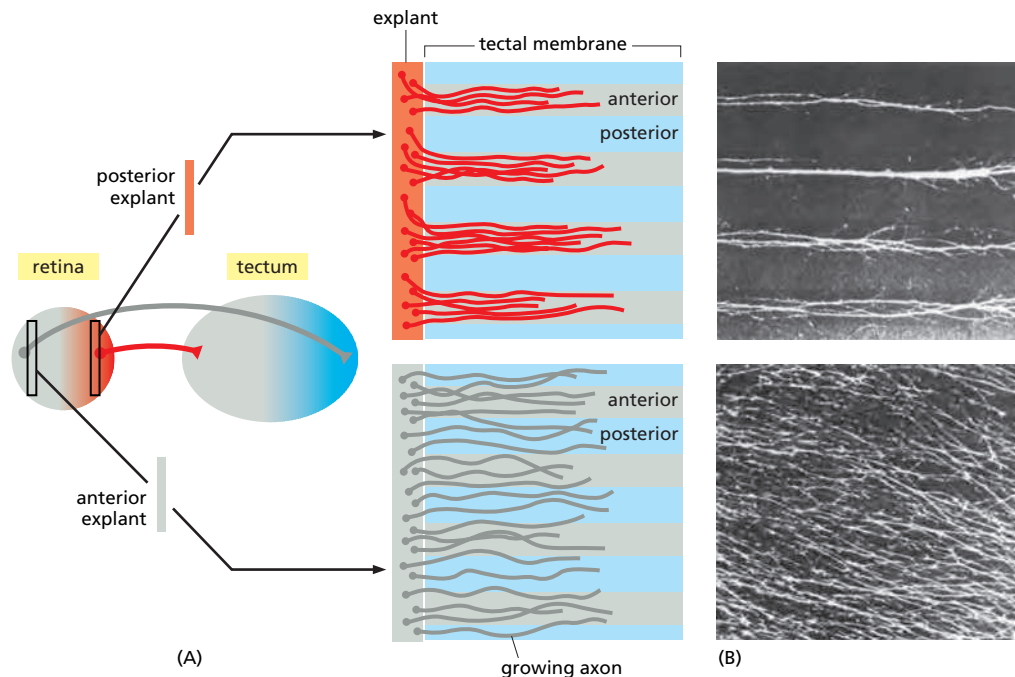 explant
tectal membrane
anterior
posterior
posterior
explant
retina
tectum
anterior
posterior
anterior
explant
growing axon
(A)
(B)